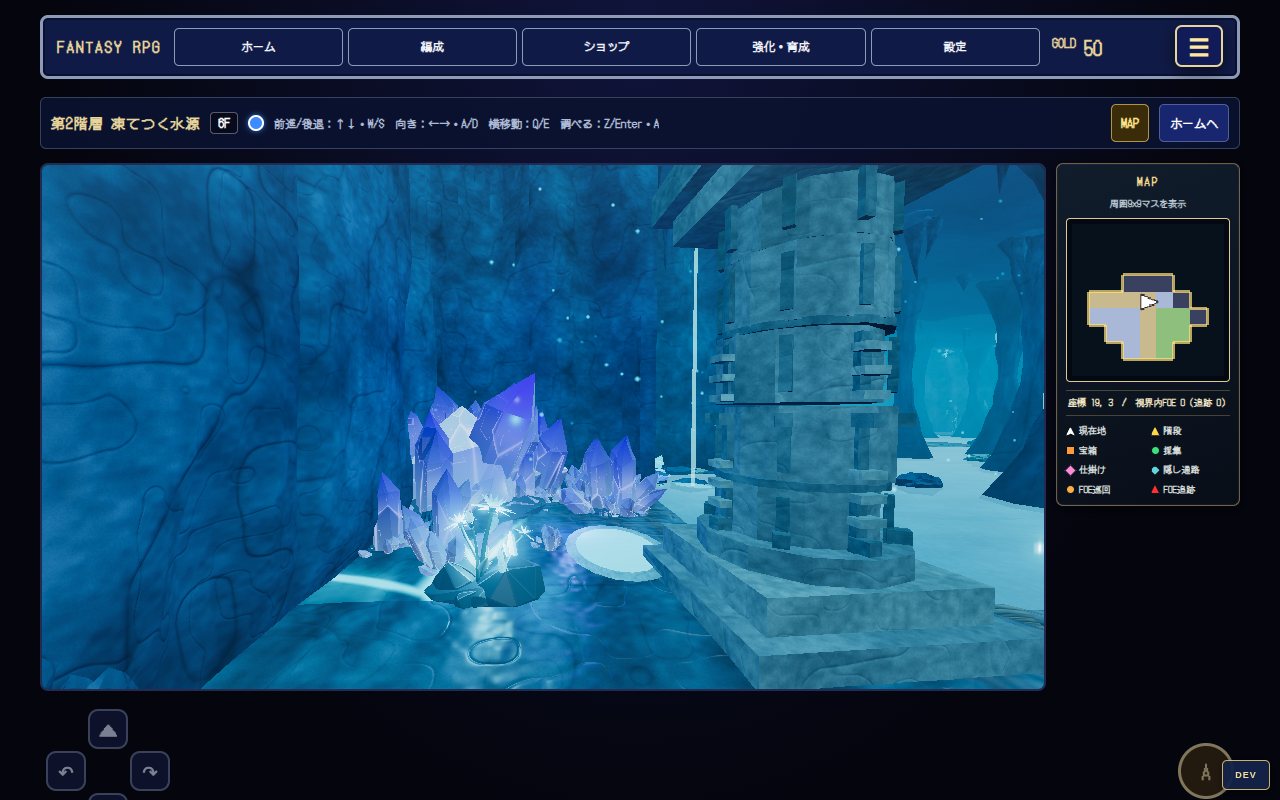 FANTASY RPG
ホーム
編成
ショップ
強化・育成
設定
GOLD 50
第2階層 凍てつく水源
6F
前進/後退：↑↓・W/S 向き：←→・A/D 横移動：Q/E 調べる：Z/Enter・A
MAP
ホームへ
MAP
周囲9x9マスを表示
座標 19, 3 / 視界内FOE 0 (追跡 0)
現在地
階段
宝箱
採集
仕掛け
隠し通路
FOE巡回
FOE追跡
A
DEV